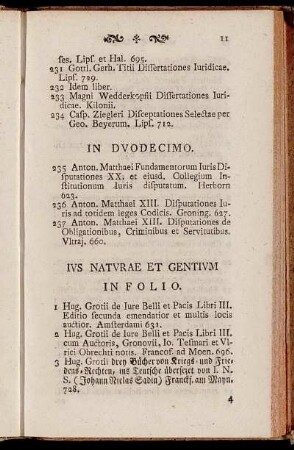 11
ses. Lips. et Hal. 695.
231 Gottl. Gerh. Titii Dissertationes Iuridicae.
Lips. 729.
232 Idem liber.
233 Magni Wedderkopfii Dissertationes Iuri-
dicae. Kilonii.
234 Casp. Ziegleri Disceptationes Selectae per
Geo. Beyerum. Lips. 712.
IN DVODECIMO.
235 Anton. Matthaei Fundamentorum Iuris Dis-
putationes XX. et eiusd. Collegium In-
stitutionum Iuris disputatum. Herborn
623.
236 Anton. Matthaei XIII. Disputationes Iu-
ris ad totidem leges Codicis. Groning. 627.
237 Anton. Matthaei XIII. Disputationes de
Obligationibus, Criminibus et Servitutibus.
Vltraj. 660.
IVS NATVRAE ET GENTIVM
IN FOLIO.
1 Hug. Grotii de Iure Belli et Pacis Libri III.
Editio secunda emendatior et multis locis
auctior. Amsterdami 631.
2 Hug. Grotii de Iure Belli et Pacis Libri III.
cum Auctoris, Gronovii, Io. Tesmari et Vl-
rici Obrechti notis. Francof. ad Moen. 696.
3 Hug. Grotii drey Bücher von Kriegs- und Frie-
dens-Rechten, ins Teutsche übersetzt von I. N.
S. (Johann Niclas Sadin) Franckf. am Mayn.
728.
4